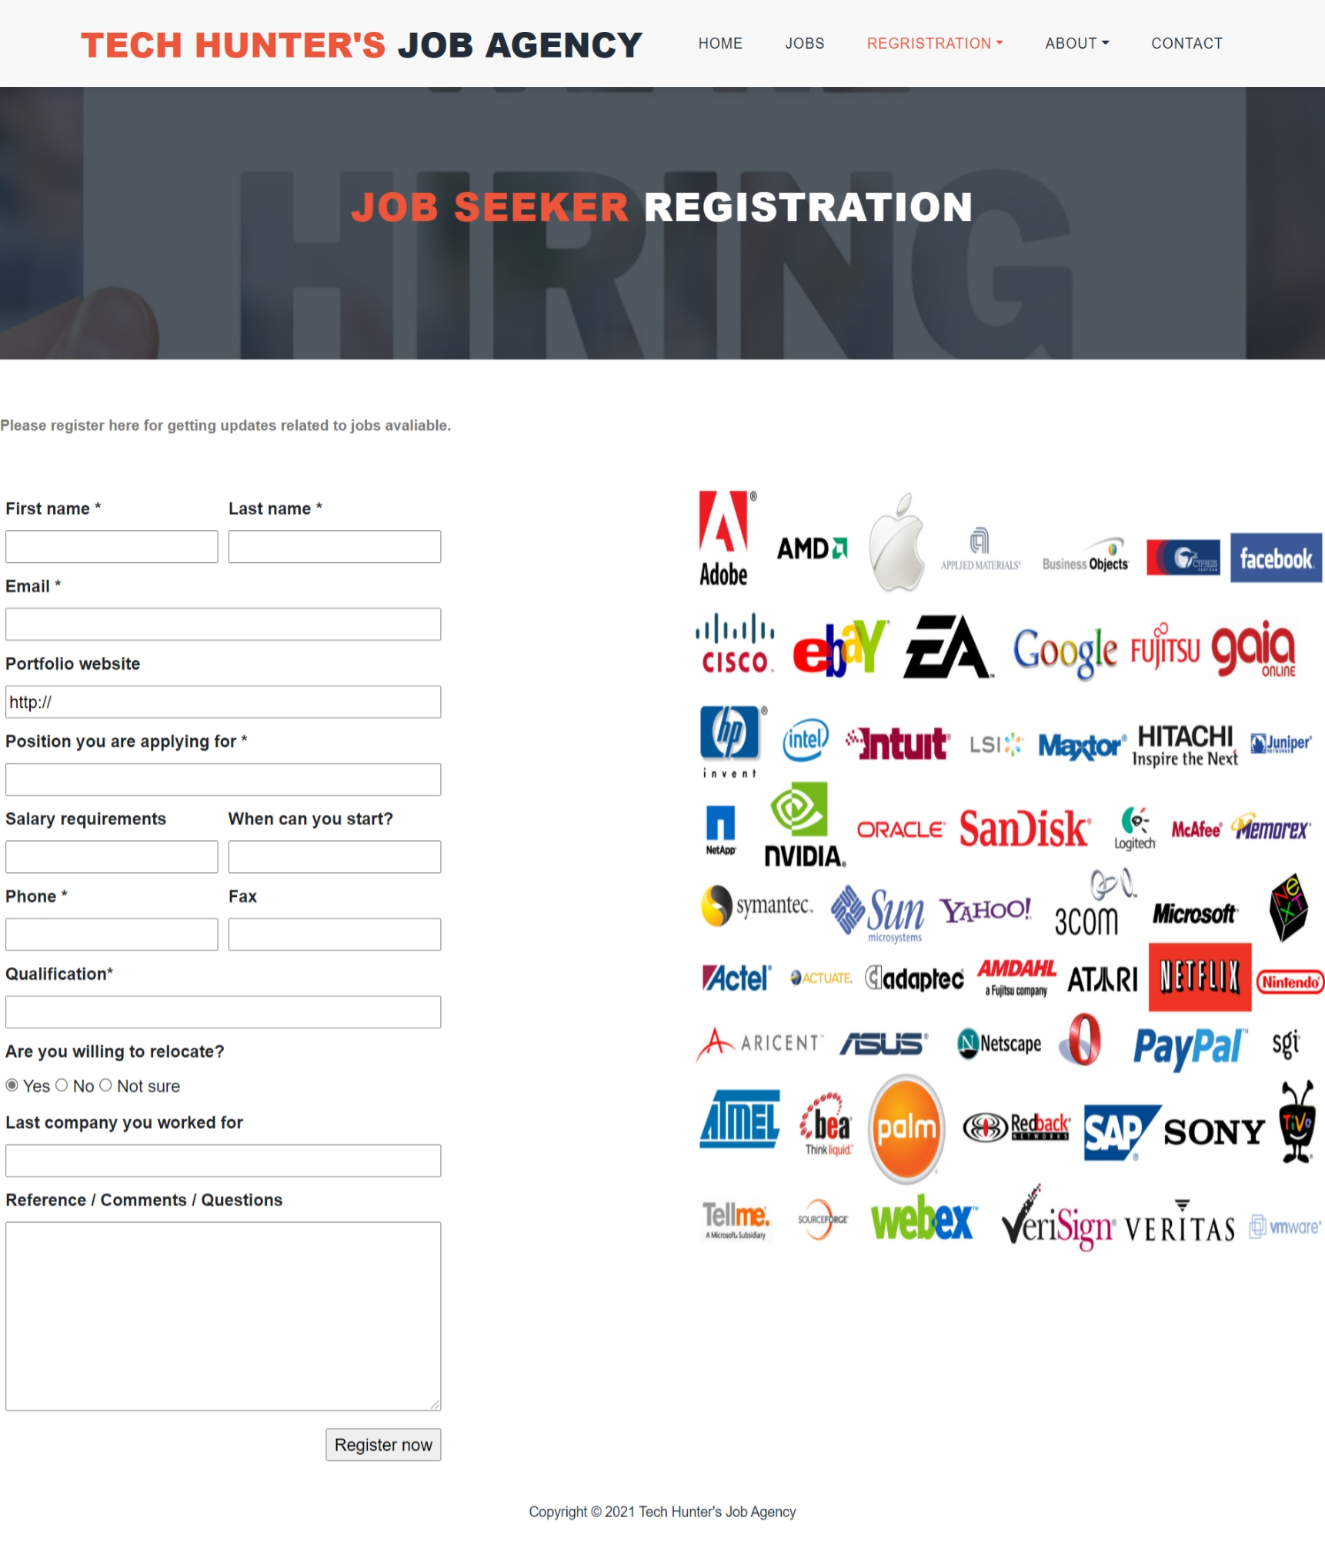 TECH HUNTER'S JOB AGENCY
HOME JOBS REGRISTRATION ABOUT CONTACT
HIRING
JOB SEEKER REGISTRATION
Please register here for getting updates related to jobs avaliable.
First name * Last name *
Email *
Portfolio website
http://
Position you are applying for *
Salary requirements When can you start?
Phone * Fax
Qualification*
Are you willing to relocate?
Yes No Not sure
Last company you worked for
Reference / Comments / Questions
Register now
Adobe AMD APPLIED MATERIALS Business Objects CYPRESS facebook
CISCO ebaY EA Google FUJITSU gaia ONLINE
hp invent intel Intuit LSI Maxtor HITACHI Inspire the Next Juniper NETWORKS
NetApp NVIDIA ORACLE SanDisk Logitech McAfee Memorex
symantec. Sun microsystems YAHOO! 3COM Microsoft NeXT
Actel ACTUATE. adaptec AMDAHL a Fujitsu company ATARI NETFLIX Nintendo
ARICENT ASUS Netscape PayPal sgi
ATMEL bea Think liquid. palm Redback NETWORKS SAP SONY TiVo
Tellme. A Microsoft Subsidiary SOURCEFORGE webex VeriSign VERITAS vmware
Copyright © 2021 Tech Hunter's Job Agency